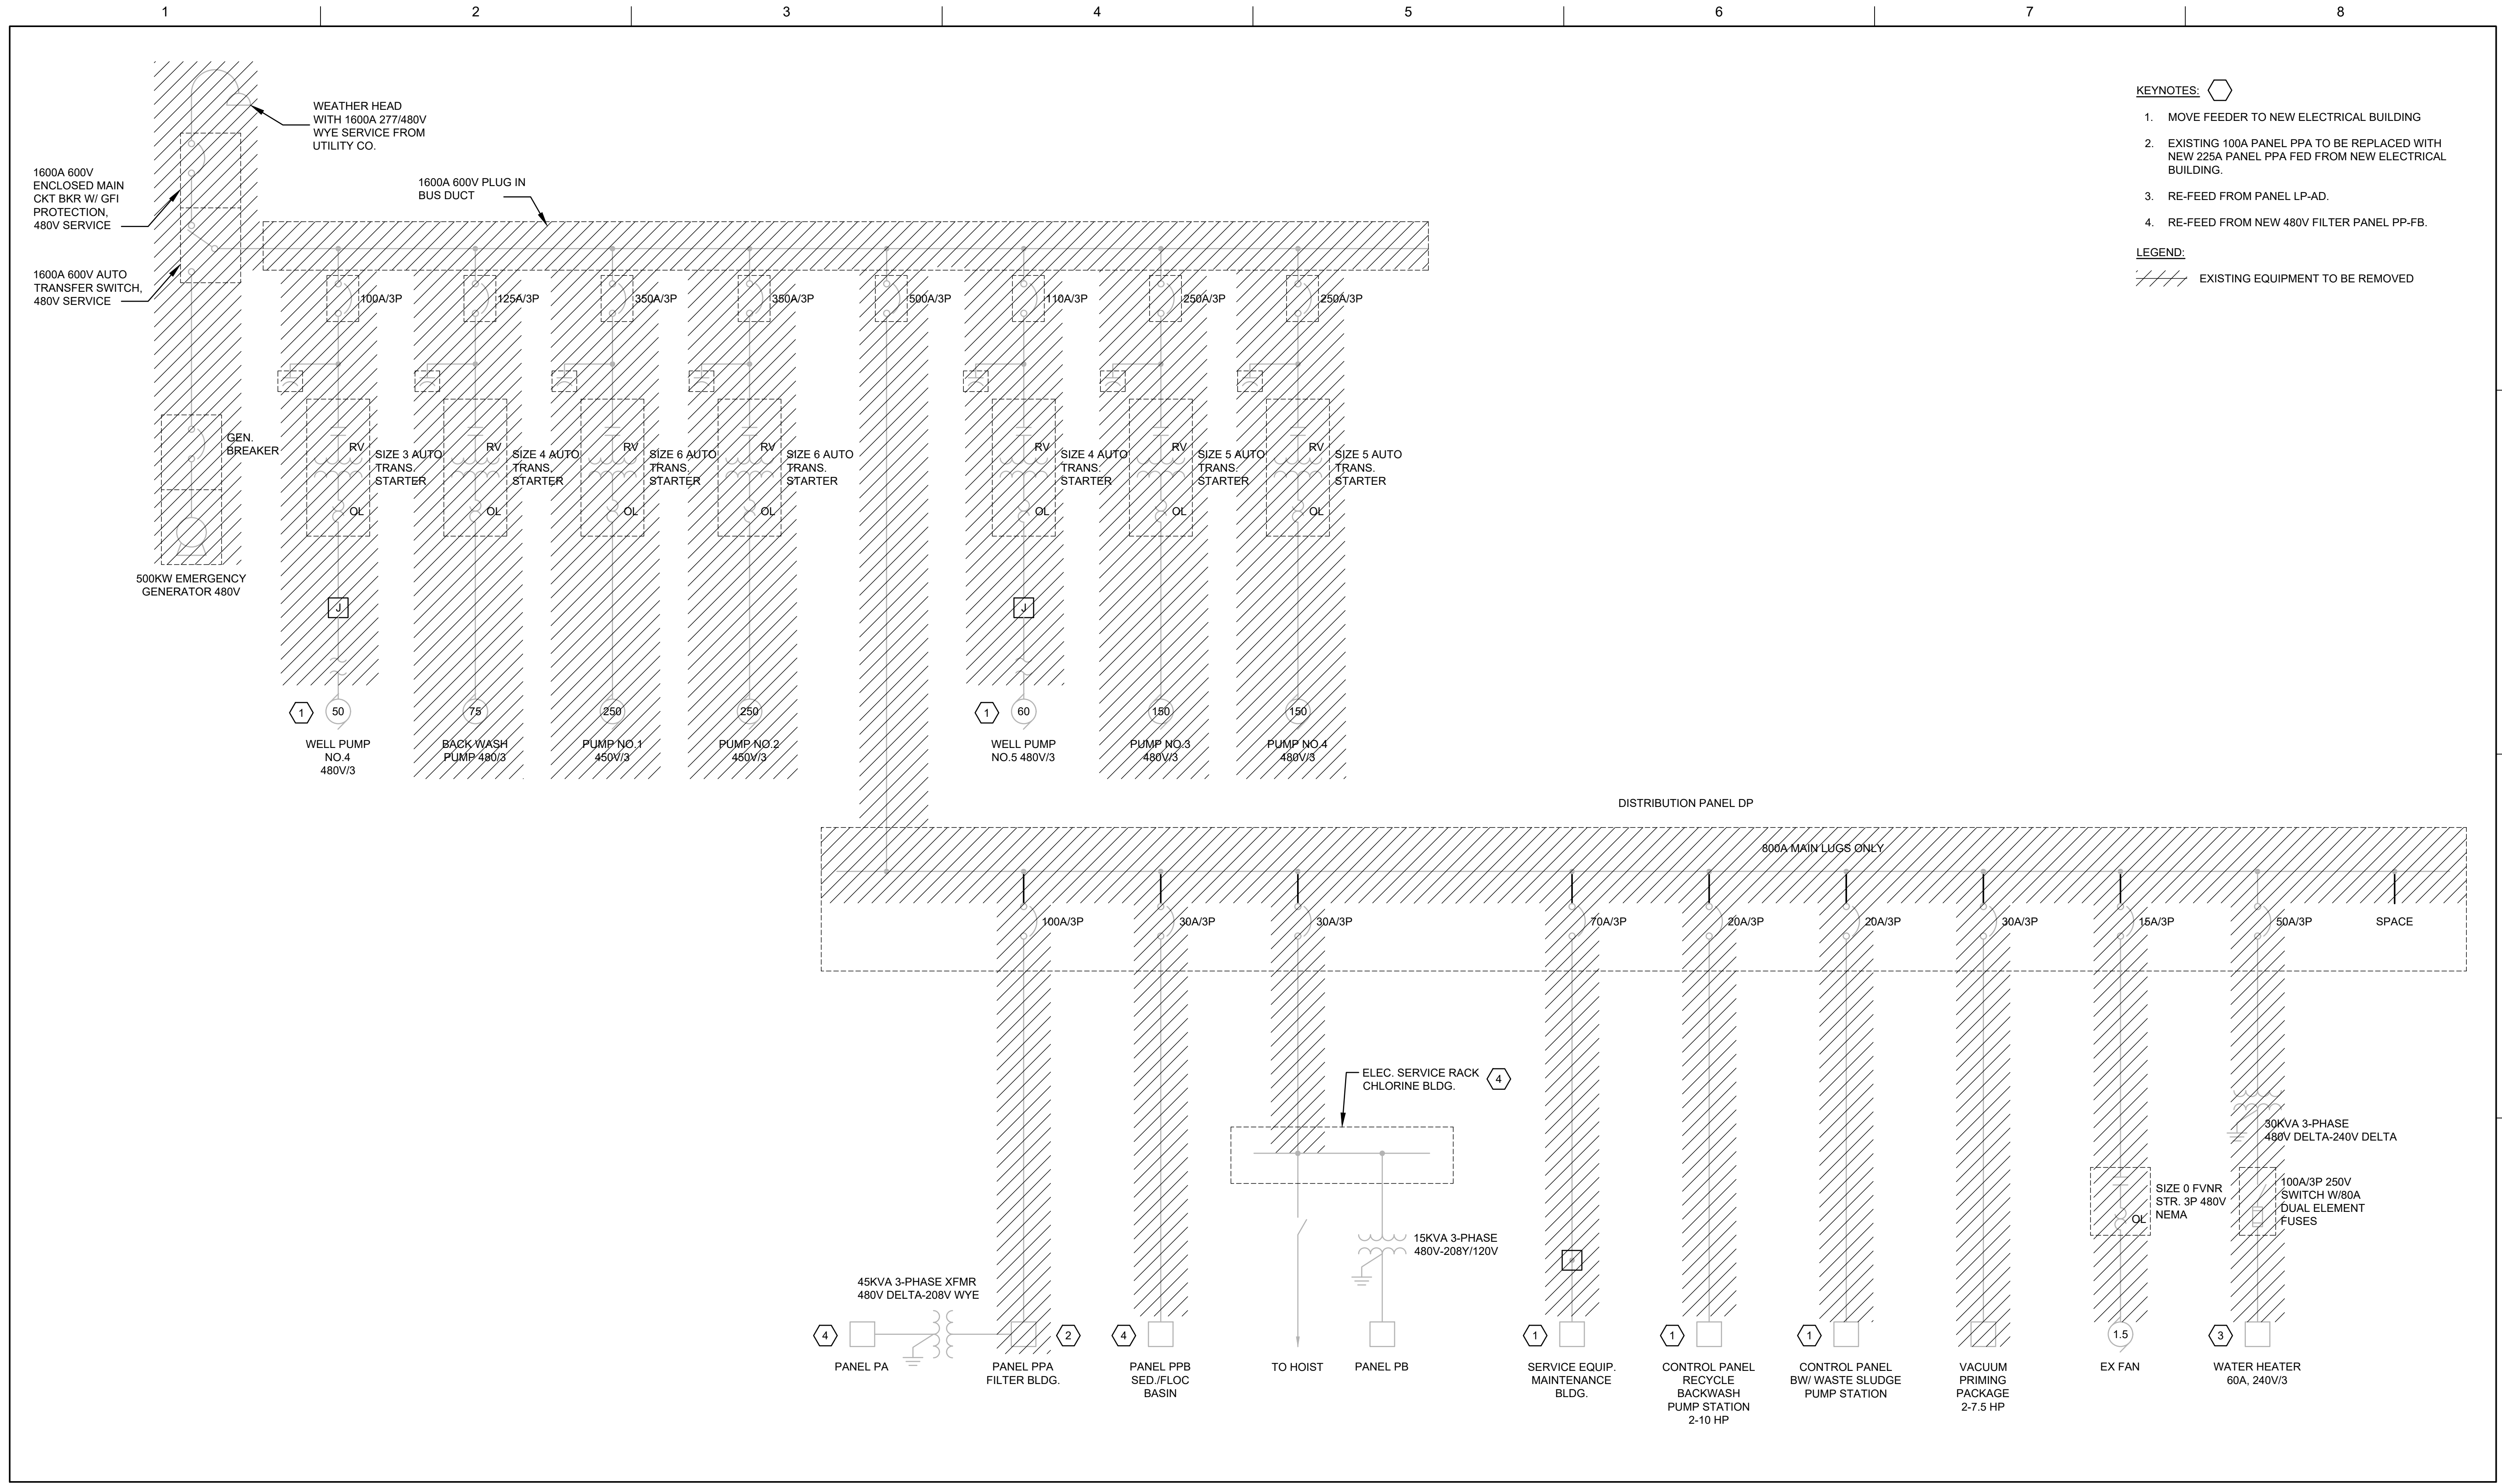 1 2 3 4 5 6 7 8
WEATHER HEAD
WITH 1600A 277/480V
WYE SERVICE FROM
UTILITY CO.
1600A 600V
ENCLOSED MAIN
CKT BKR W/ GFI
PROTECTION,
480V SERVICE
1600A 600V AUTO
TRANSFER SWITCH,
480V SERVICE
1600A 600V PLUG IN
BUS DUCT
KEYNOTES:
1. MOVE FEEDER TO NEW ELECTRICAL BUILDING
2. EXISTING 100A PANEL PPA TO BE REPLACED WITH
NEW 225A PANEL PPA FED FROM NEW ELECTRICAL
BUILDING.
3. RE-FEED FROM PANEL LP-AD.
4. RE-FEED FROM NEW 480V FILTER PANEL PP-FB.
LEGEND:
EXISTING EQUIPMENT TO BE REMOVED
100A/3P
125A/3P
350A/3P
350A/3P
500A/3P
110A/3P
250A/3P
250A/3P
GEN.
BREAKER
500KW EMERGENCY
GENERATOR 480V
RV
SIZE 3 AUTO
TRANS.
STARTER
OL
J
1
50
WELL PUMP
NO.4
480V/3
RV
SIZE 4 AUTO
TRANS.
STARTER
OL
75
BACK WASH
PUMP 480/3
RV
SIZE 6 AUTO
TRANS.
STARTER
OL
250
PUMP NO.1
450V/3
RV
SIZE 6 AUTO
TRANS.
STARTER
OL
250
PUMP NO.2
450V/3
RV
SIZE 4 AUTO
TRANS.
STARTER
OL
J
1
60
WELL PUMP
NO.5 480V/3
RV
SIZE 5 AUTO
TRANS.
STARTER
OL
150
PUMP NO.3
480V/3
RV
SIZE 5 AUTO
TRANS.
STARTER
OL
150
PUMP NO.4
480V/3
DISTRIBUTION PANEL DP
800A MAIN LUGS ONLY
100A/3P
30A/3P
30A/3P
70A/3P
20A/3P
20A/3P
30A/3P
15A/3P
50A/3P
SPACE
ELEC. SERVICE RACK
CHLORINE BLDG.
4
30KVA 3-PHASE
480V DELTA-240V DELTA
SIZE 0 FVNR
STR. 3P 480V
NEMA
OL
100A/3P 250V
SWITCH W/80A
DUAL ELEMENT
FUSES
15KVA 3-PHASE
480V-208Y/120V
45KVA 3-PHASE XFMR
480V DELTA-208V WYE
4
PANEL PA
2
PANEL PPA
FILTER BLDG.
4
PANEL PPB
SED./FLOC
BASIN
TO HOIST
PANEL PB
1
SERVICE EQUIP.
MAINTENANCE
BLDG.
1
CONTROL PANEL
RECYCLE
BACKWASH
PUMP STATION
2-10 HP
1
CONTROL PANEL
BW/ WASTE SLUDGE
PUMP STATION
VACUUM
PRIMING
PACKAGE
2-7.5 HP
1.5
EX FAN
3
WATER HEATER
60A, 240V/3